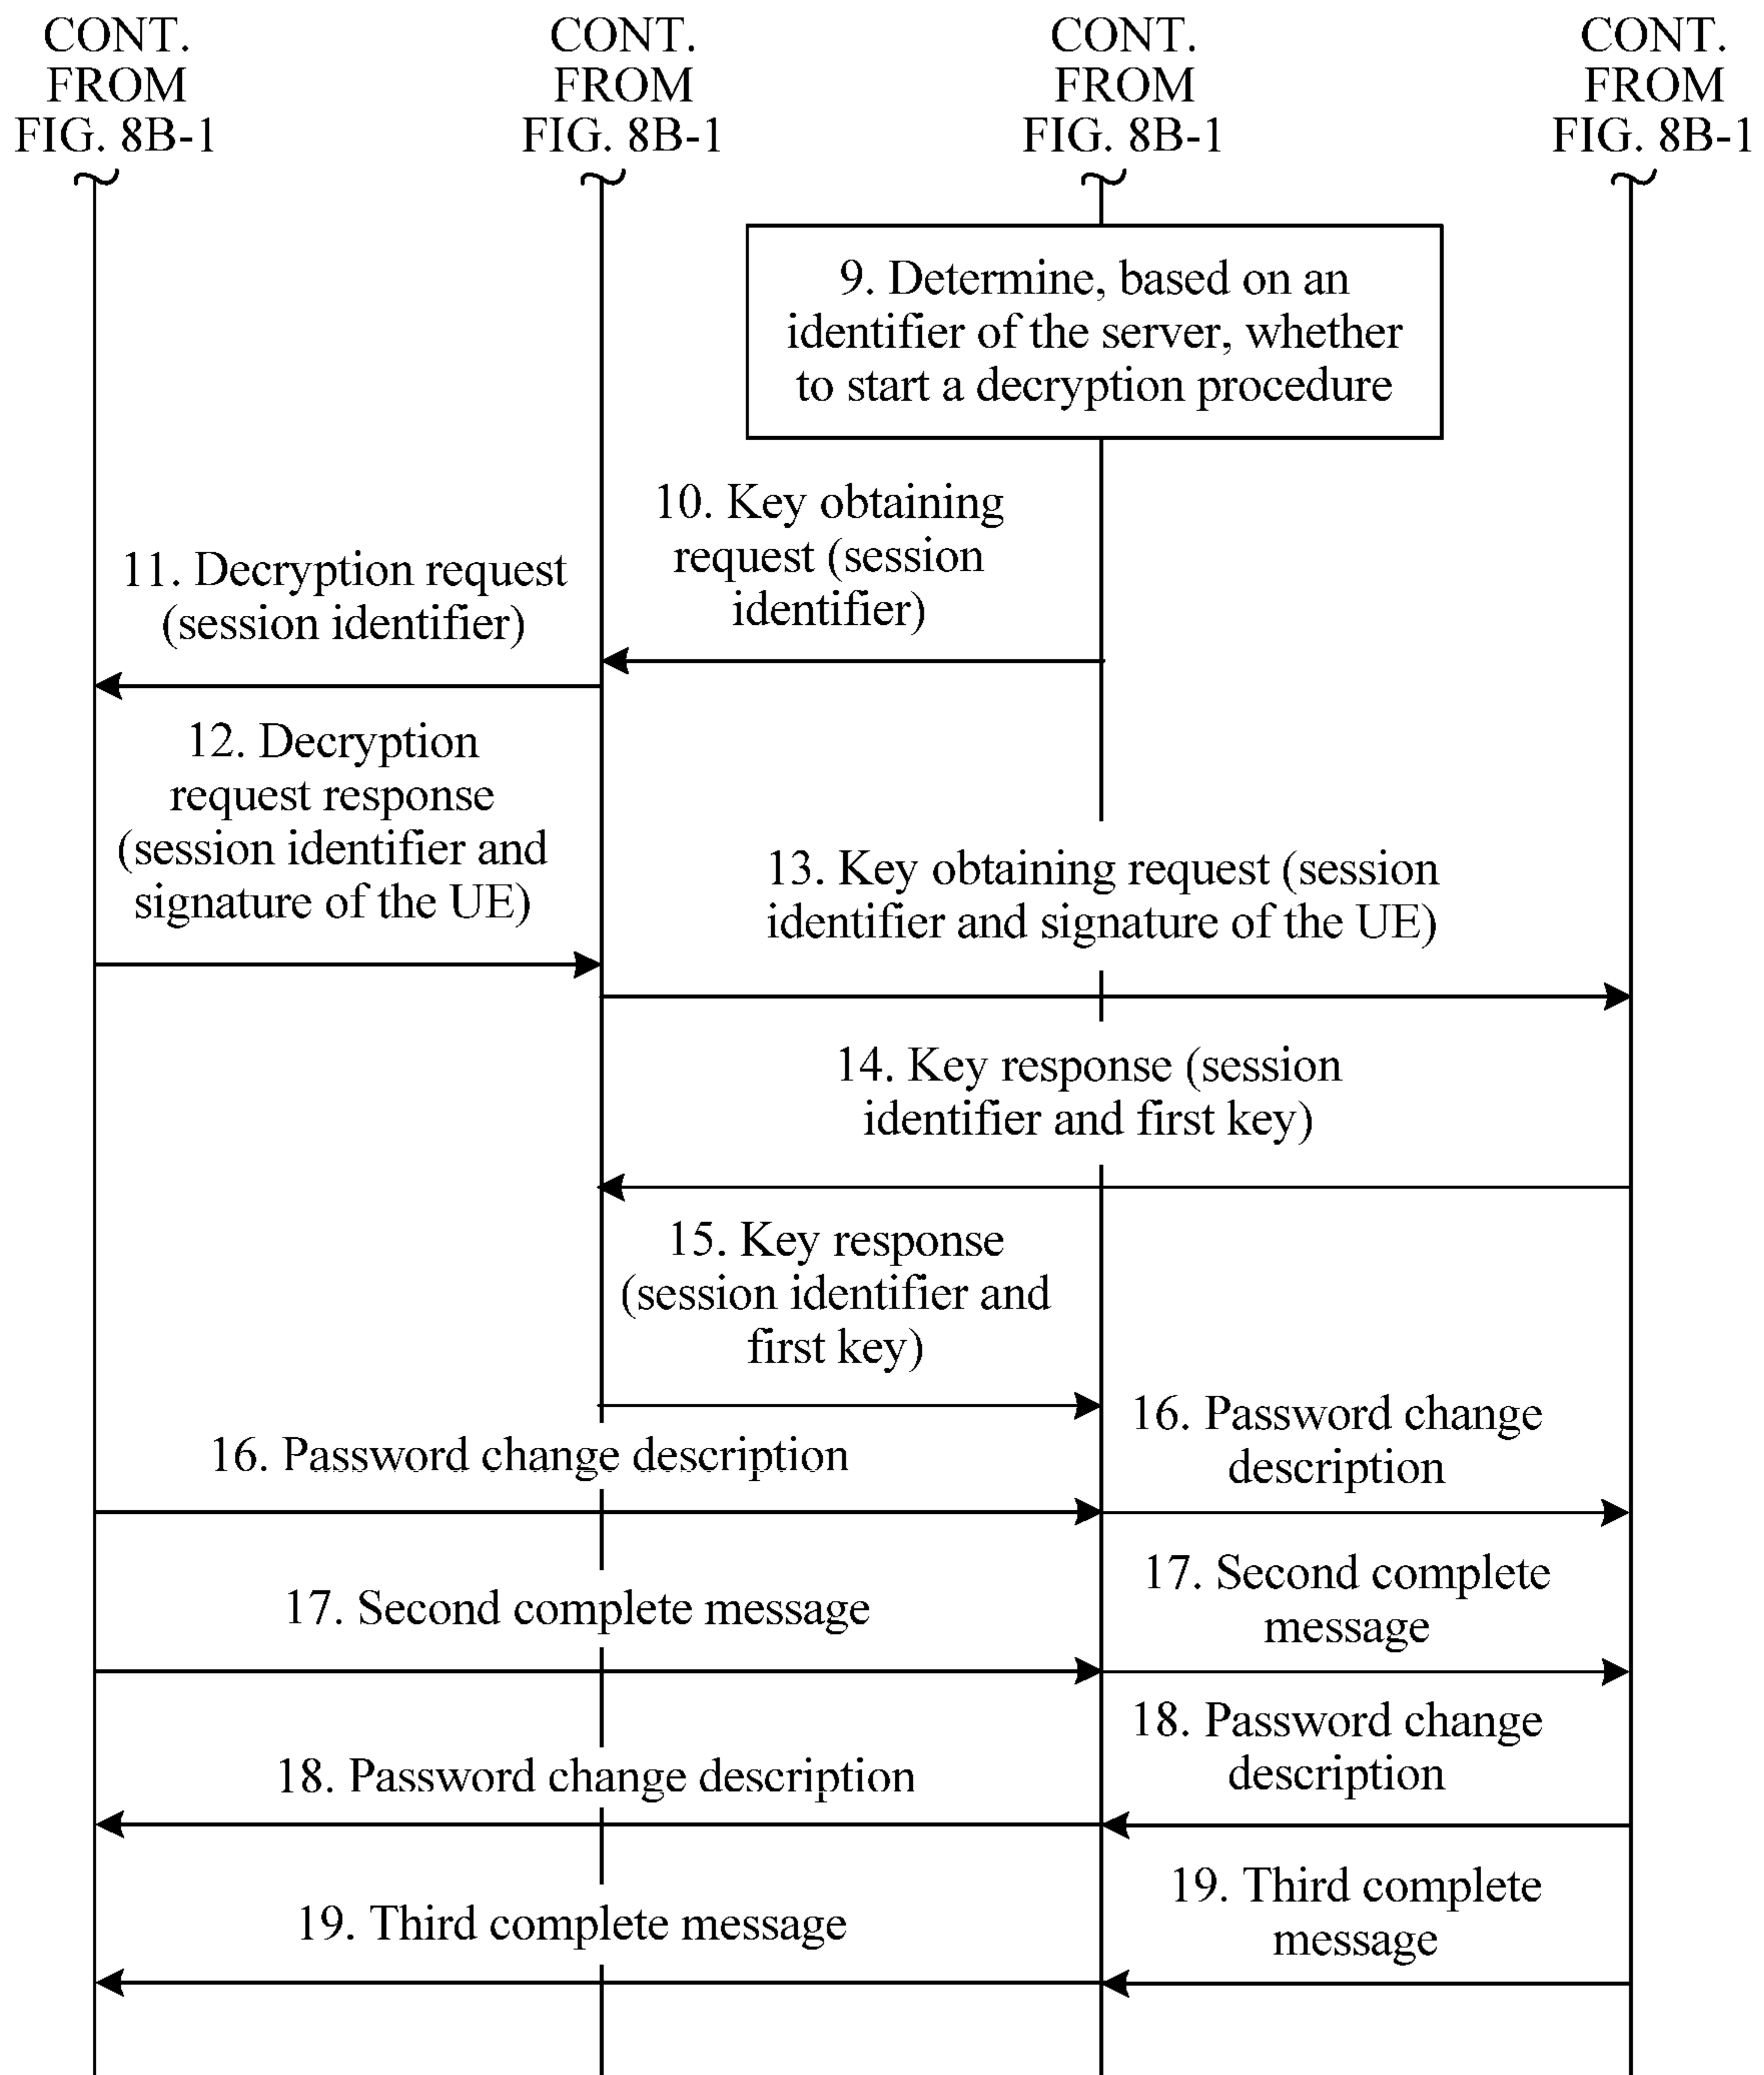 CONT.
FROM
FIG. 8B-1
CONT.
FROM
FIG. 8B-1
CONT.
FROM
FIG. 8B-1
CONT.
FROM
FIG. 8B-1
9. Determine, based on an
identifier of the server, whether
to start a decryption procedure
10. Key obtaining
request (session
identifier)
11. Decryption request
(session identifier)
12. Decryption
request response
(session identifier and
signature of the UE)
13. Key obtaining request (session
identifier and signature of the UE)
14. Key response (session
identifier and first key)
15. Key response
(session identifier and
first key)
16. Password change description
16. Password change
description
17. Second complete message
17. Second complete
message
18. Password change description
18. Password change
description
19. Third complete message
19. Third complete
message